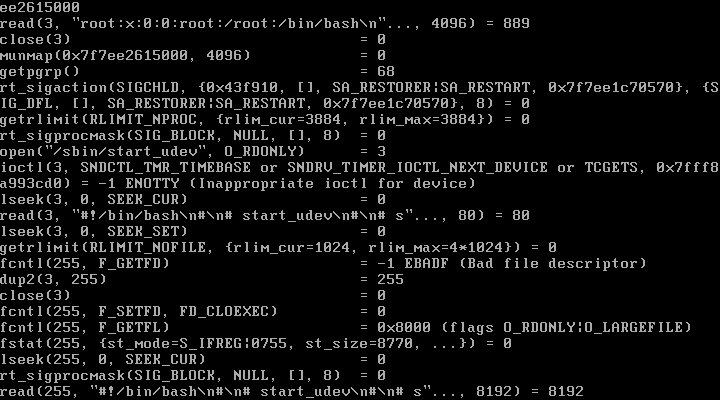 ee2615000
read(3, "root:x:0:0:root:/root:/bin/bash\n"..., 4096) = 889
close(3)                                = 0
munmap(0x7f7ee2615000, 4096)            = 0
getpgrp()                               = 68
rt_sigaction(SIGCHLD, {0x43f910, [], SA_RESTORER|SA_RESTART, 0x7f7ee1c70570}, {S
IG_DFL, [], SA_RESTORER|SA_RESTART, 0x7f7ee1c70570}, 8) = 0
getrlimit(RLIMIT_NPROC, {rlim_cur=3884, rlim_max=3884}) = 0
rt_sigprocmask(SIG_BLOCK, NULL, [], 8)  = 0
open("/sbin/start_udev", O_RDONLY)      = 3
ioctl(3, SNDCTL_TMR_TIMEBASE or SNDRV_TIMER_IOCTL_NEXT_DEVICE or TCGETS, 0x7fff8
a993cd0) = -1 ENOTTY (Inappropriate ioctl for device)
lseek(3, 0, SEEK_CUR)                   = 0
read(3, "#!/bin/bash\n#\n# start_udev\n#\n# s"..., 80) = 80
lseek(3, 0, SEEK_SET)                   = 0
getrlimit(RLIMIT_NOFILE, {rlim_cur=1024, rlim_max=4*1024}) = 0
fcntl(255, F_GETFD)                     = -1 EBADF (Bad file descriptor)
dup2(3, 255)                            = 255
close(3)                                = 0
fcntl(255, F_SETFD, FD_CLOEXEC)         = 0
fcntl(255, F_GETFL)                     = 0x8000 (flags O_RDONLY|O_LARGEFILE)
fstat(255, {st_mode=S_IFREG|0755, st_size=8770, ...}) = 0
lseek(255, 0, SEEK_CUR)                 = 0
rt_sigprocmask(SIG_BLOCK, NULL, [], 8)  = 0
read(255, "#!/bin/bash\n#\n# start_udev\n#\n# s"..., 8192) = 8192